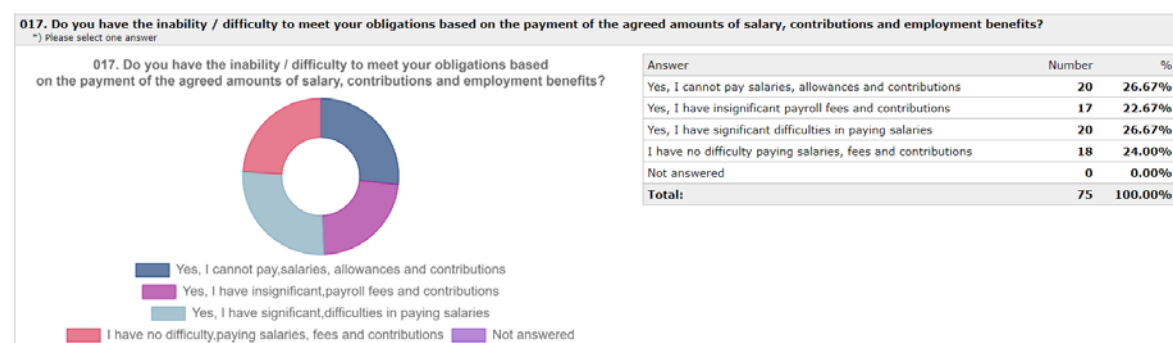 017. Do you have the inability / difficulty to meet your obligations based on the payment of the agreed amounts of salary, contributions and employment benefits?
*) Please select one answer
017. Do you have the inability / difficulty to meet your obligations based
on the payment of the agreed amounts of salary, contributions and employment benefits?
Yes, I cannot pay,salaries, allowances and contributions
Yes, I have insignificant,payroll fees and contributions
Yes, I have significant,difficulties in paying salaries
I have no difficulty,paying salaries, fees and contributions Not answered
Answer Number %
Yes, I cannot pay salaries, allowances and contributions 20 26.67%
Yes, I have insignificant payroll fees and contributions 17 22.67%
Yes, I have significant difficulties in paying salaries 20 26.67%
I have no difficulty paying salaries, fees and contributions 18 24.00%
Not answered 0 0.00%
Total: 75 100.00%